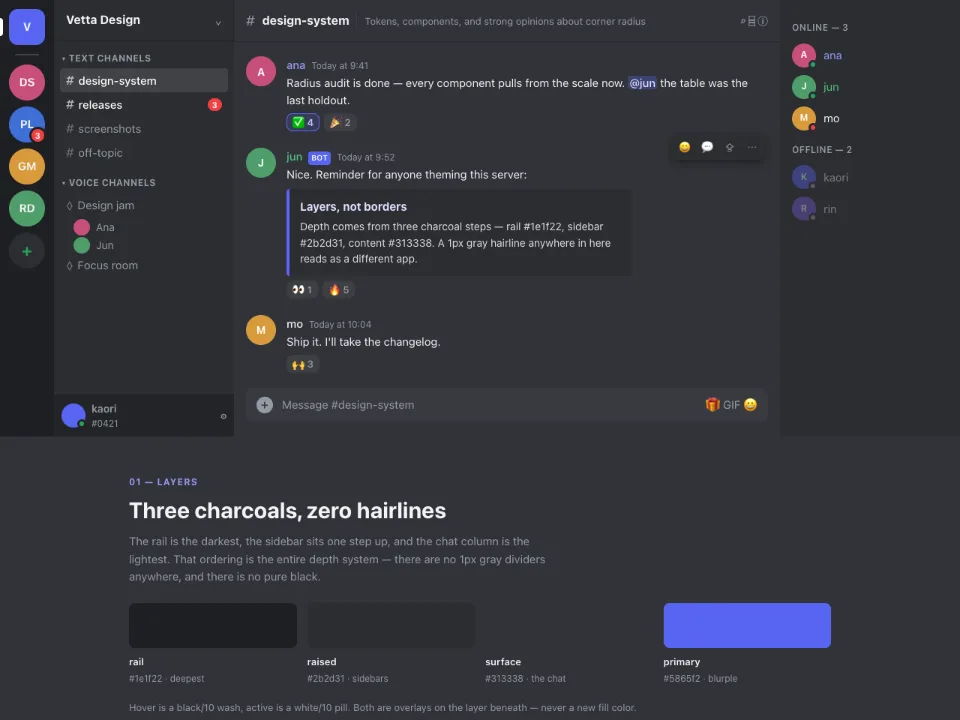 V
DS
PL
3
GM
RD
+
Vetta Design
TEXT CHANNELS
# design-system
# releases
3
# screenshots
# off-topic
VOICE CHANNELS
Design jam
Ana
Jun
Focus room
kaori
#0421
# design-system
Tokens, components, and strong opinions about corner radius
A
ana Today at 9:41
Radius audit is done — every component pulls from the scale now. @jun the table was the
last holdout.
✅ 4 🎉 2
J
jun BOT Today at 9:52
Nice. Reminder for anyone theming this server:
Layers, not borders
Depth comes from three charcoal steps — rail #1e1f22, sidebar
#2b2d31, content #313338. A 1px gray hairline anywhere in here
reads as a different app.
👀 1 🔥 5
M
mo Today at 10:04
Ship it. I'll take the changelog.
🙌 3
+ Message #design-system
GIF
ONLINE — 3
A ana
J jun
M mo
OFFLINE — 2
K kaori
R rin
01 — LAYERS
Three charcoals, zero hairlines
The rail is the darkest, the sidebar sits one step up, and the chat column is the
lightest. That ordering is the entire depth system — there are no 1px gray dividers
anywhere, and there is no pure black.
rail
#1e1f22 · deepest
raised
#2b2d31 · sidebars
surface
#313338 · the chat
primary
#5865f2 · blurple
Hover is a black/10 wash, active is a white/10 pill. Both are overlays on the layer beneath — never a new fill color.